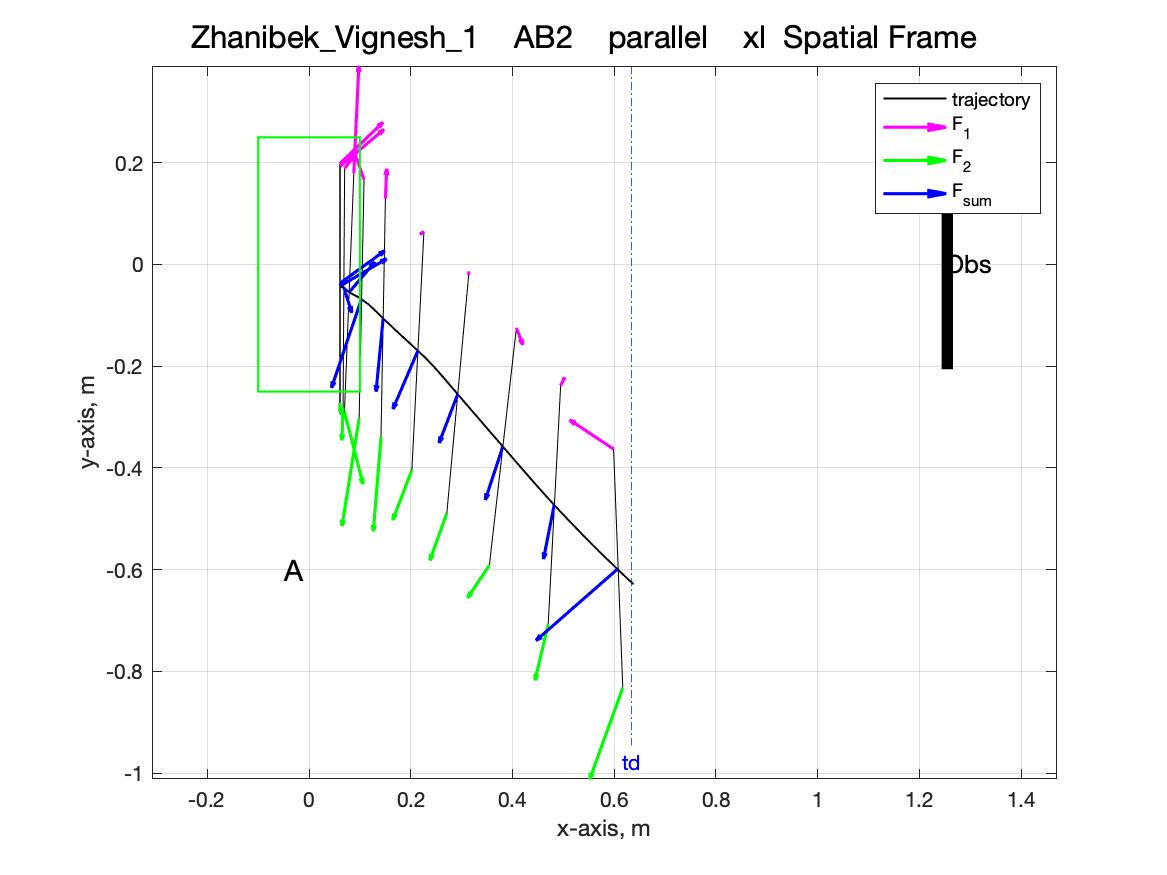 Zhanibek_Vignesh_1 AB2 parallel xl Spatial Frame
trajectory
F1
F2
Fsum
Obs
A
td
0.2
0
-0.2
-0.4
-0.6
-0.8
-1
y-axis, m
-0.2 0 0.2 0.4 0.6 0.8 1 1.2 1.4
x-axis, m